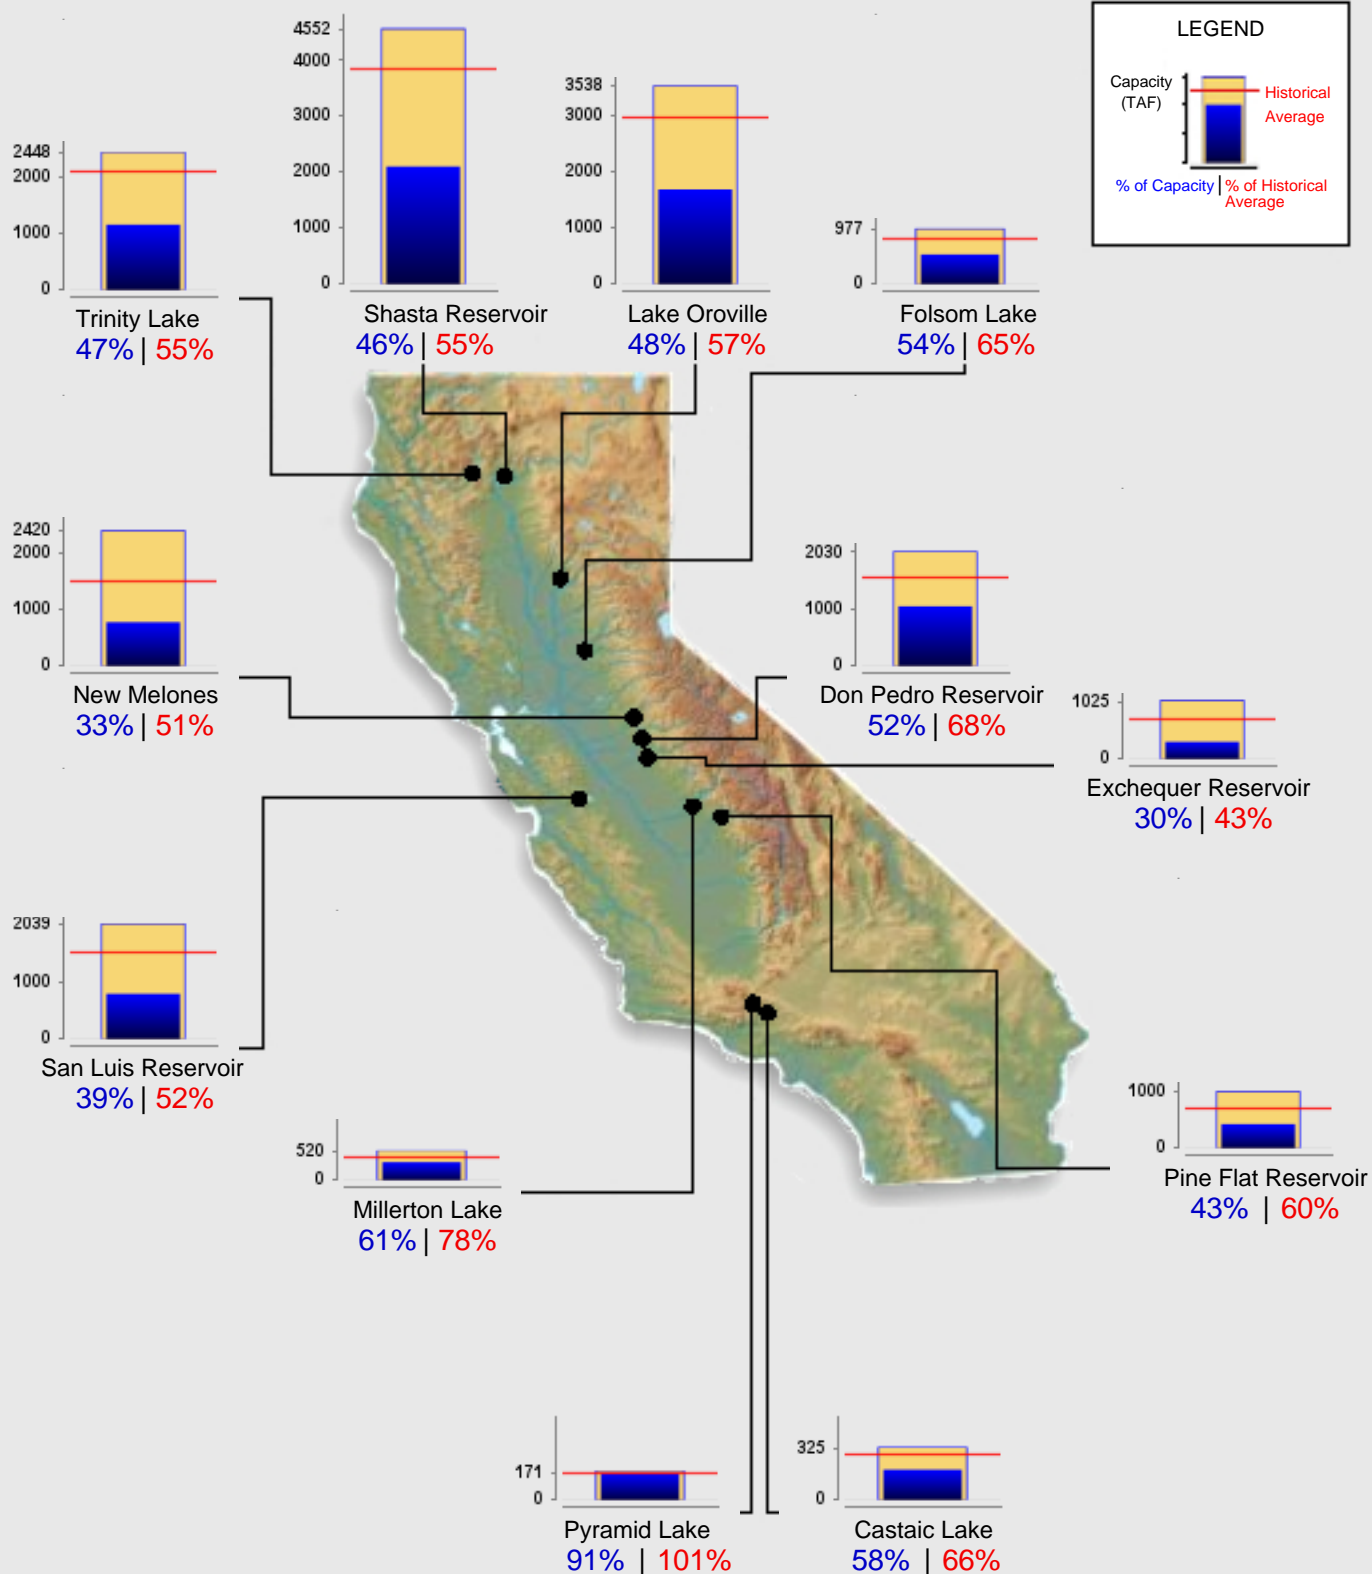 LEGEND
Capacity
(TAF)
Historical
Average
% of Capacity | % of Historical
Average
4552
4000
3000
2000
1000
0
Shasta Reservoir
46% | 55%
3538
3000
2000
1000
0
Lake Oroville
48% | 57%
2448
2000
1000
0
Trinity Lake
47% | 55%
977
0
Folsom Lake
54% | 65%
2420
2000
1000
0
New Melones
33% | 51%
2030
1000
0
Don Pedro Reservoir
52% | 68%
1025
0
Exchequer Reservoir
30% | 43%
2039
1000
0
San Luis Reservoir
39% | 52%
520
0
Millerton Lake
61% | 78%
1000
0
Pine Flat Reservoir
43% | 60%
171
0
Pyramid Lake
91% | 101%
325
0
Castaic Lake
58% | 66%